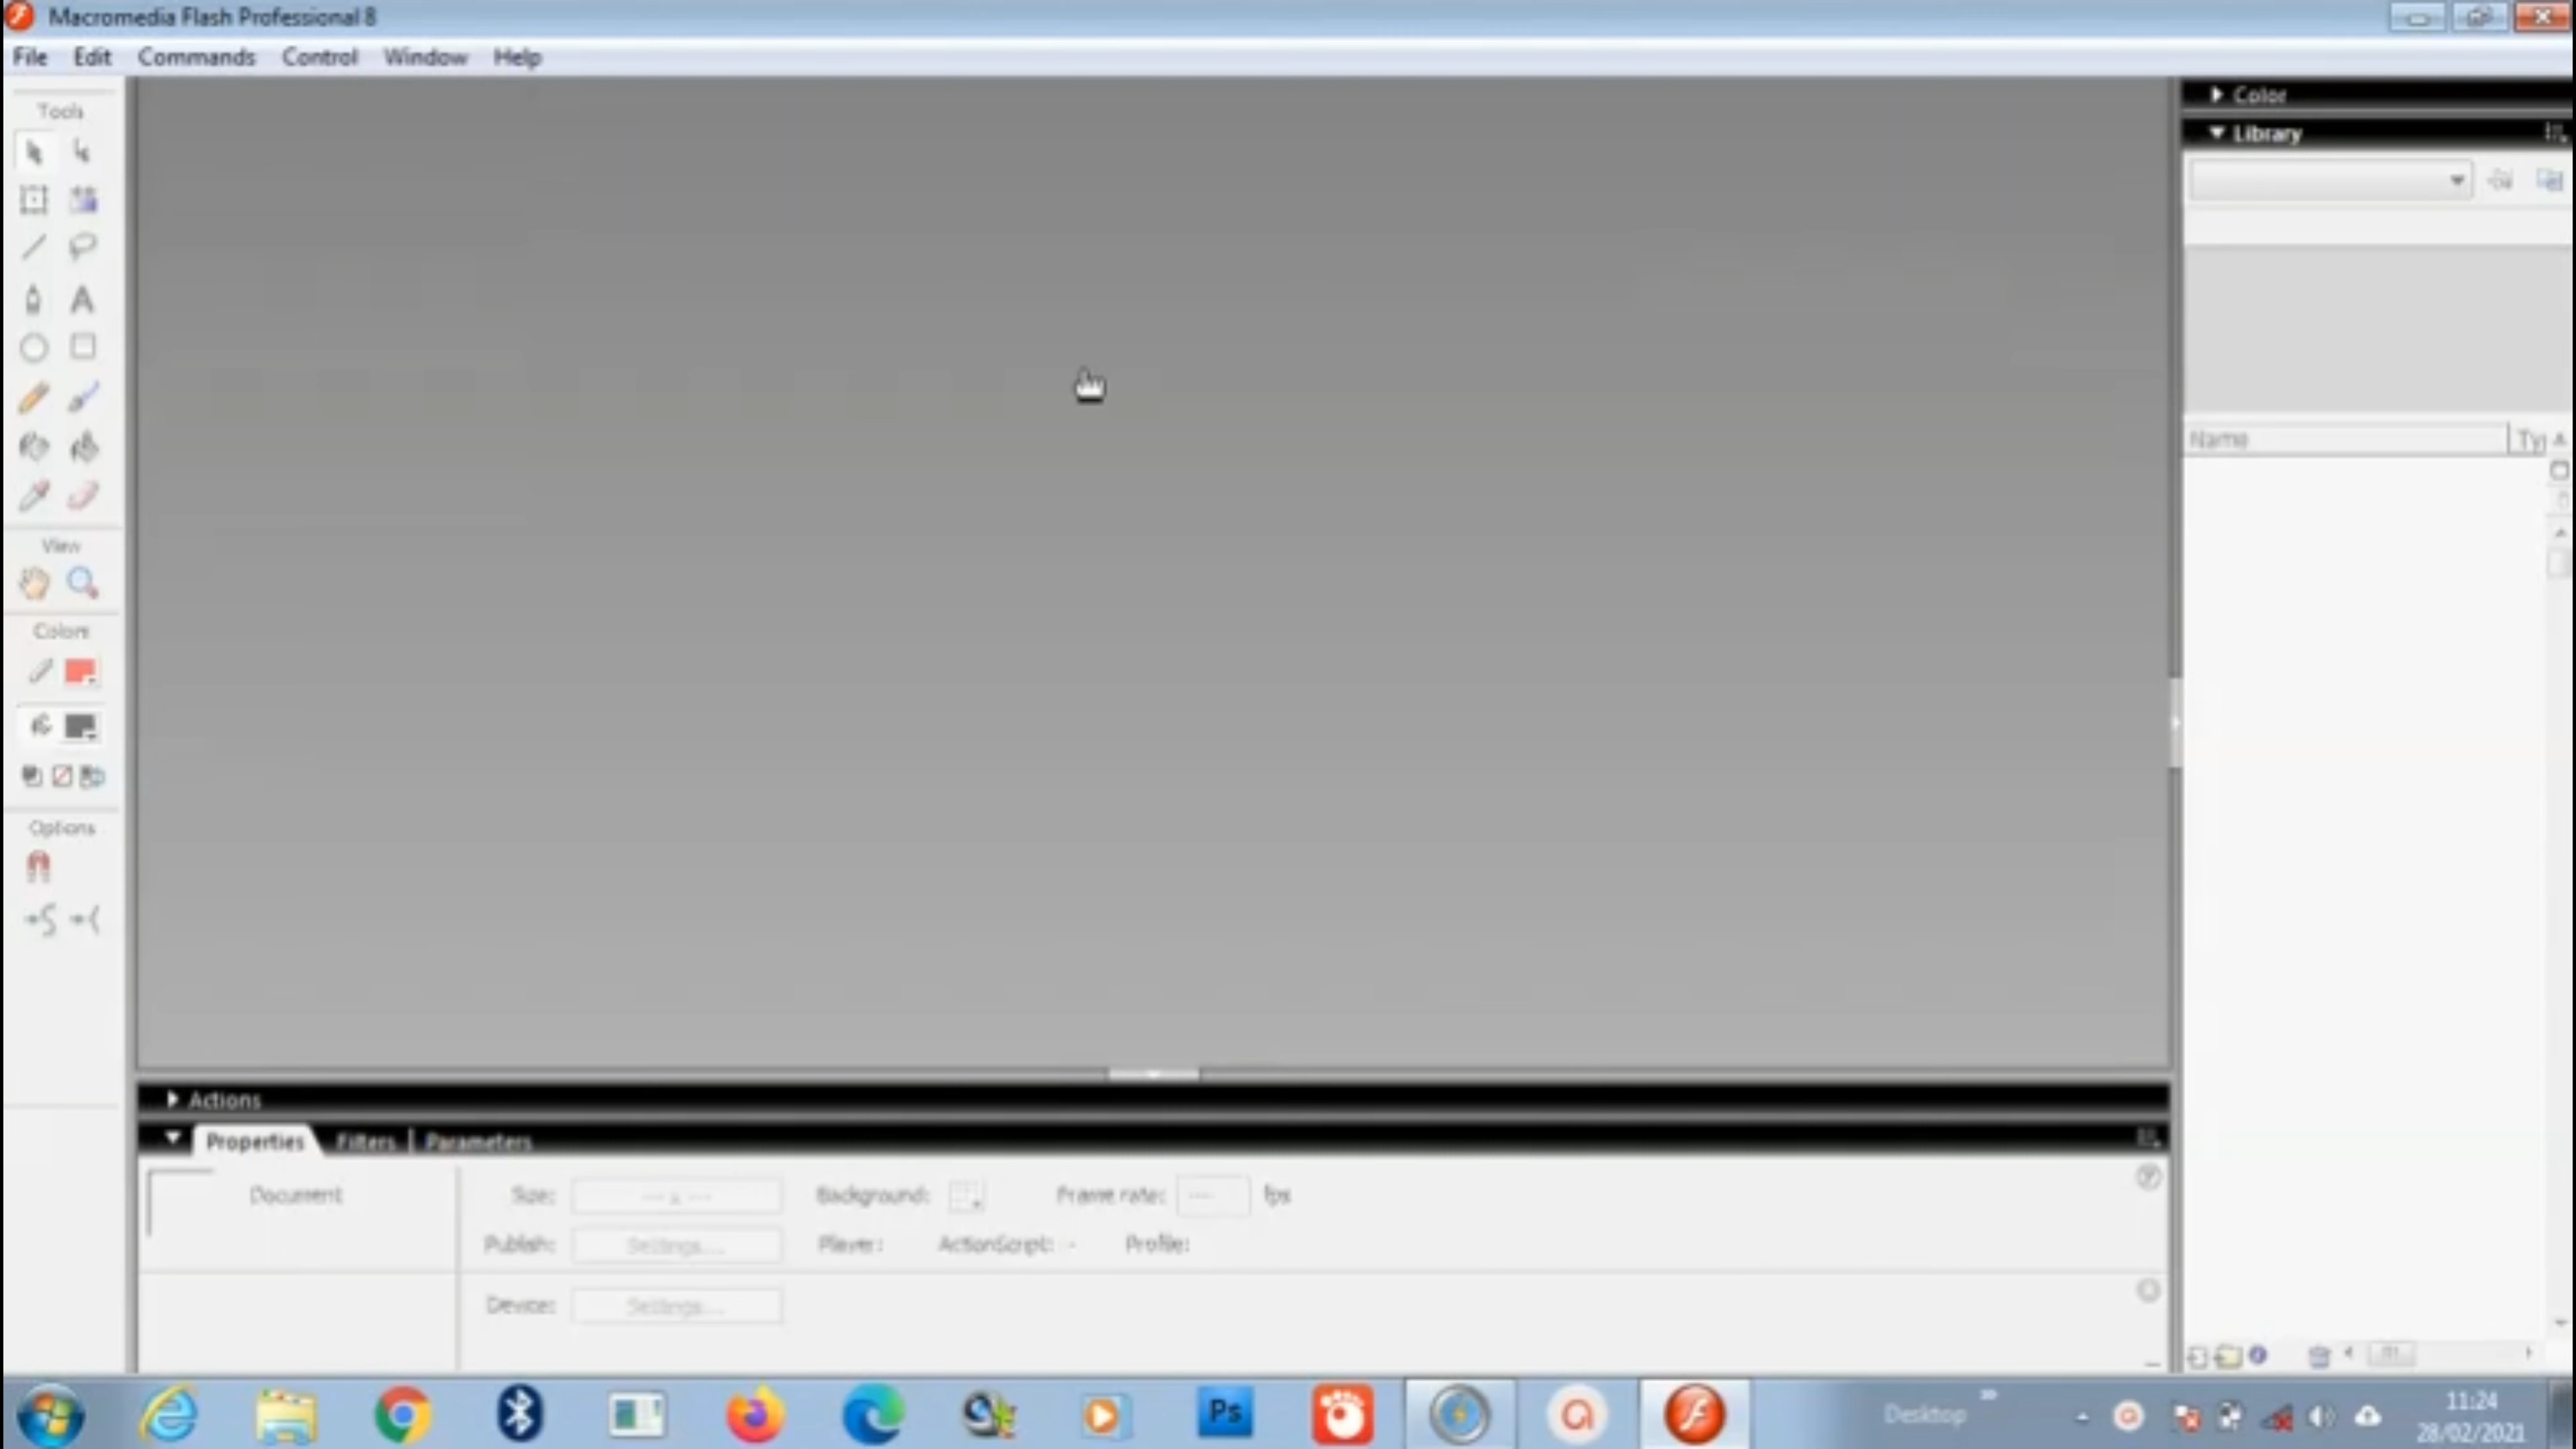 Macromedia Flash Professional 8
File Edit Commands Control Window Help
Tools
A
View
Colors
Options
Color
Library
Name
Actions
Properties Filters Parameters
Document
Size: --- x --- Background: Frame rate: --- fps
Publish: Settings... Player: ActionScript: - Profile:
Device: Settings...
Ps
Desktop
11:24
28/02/2021